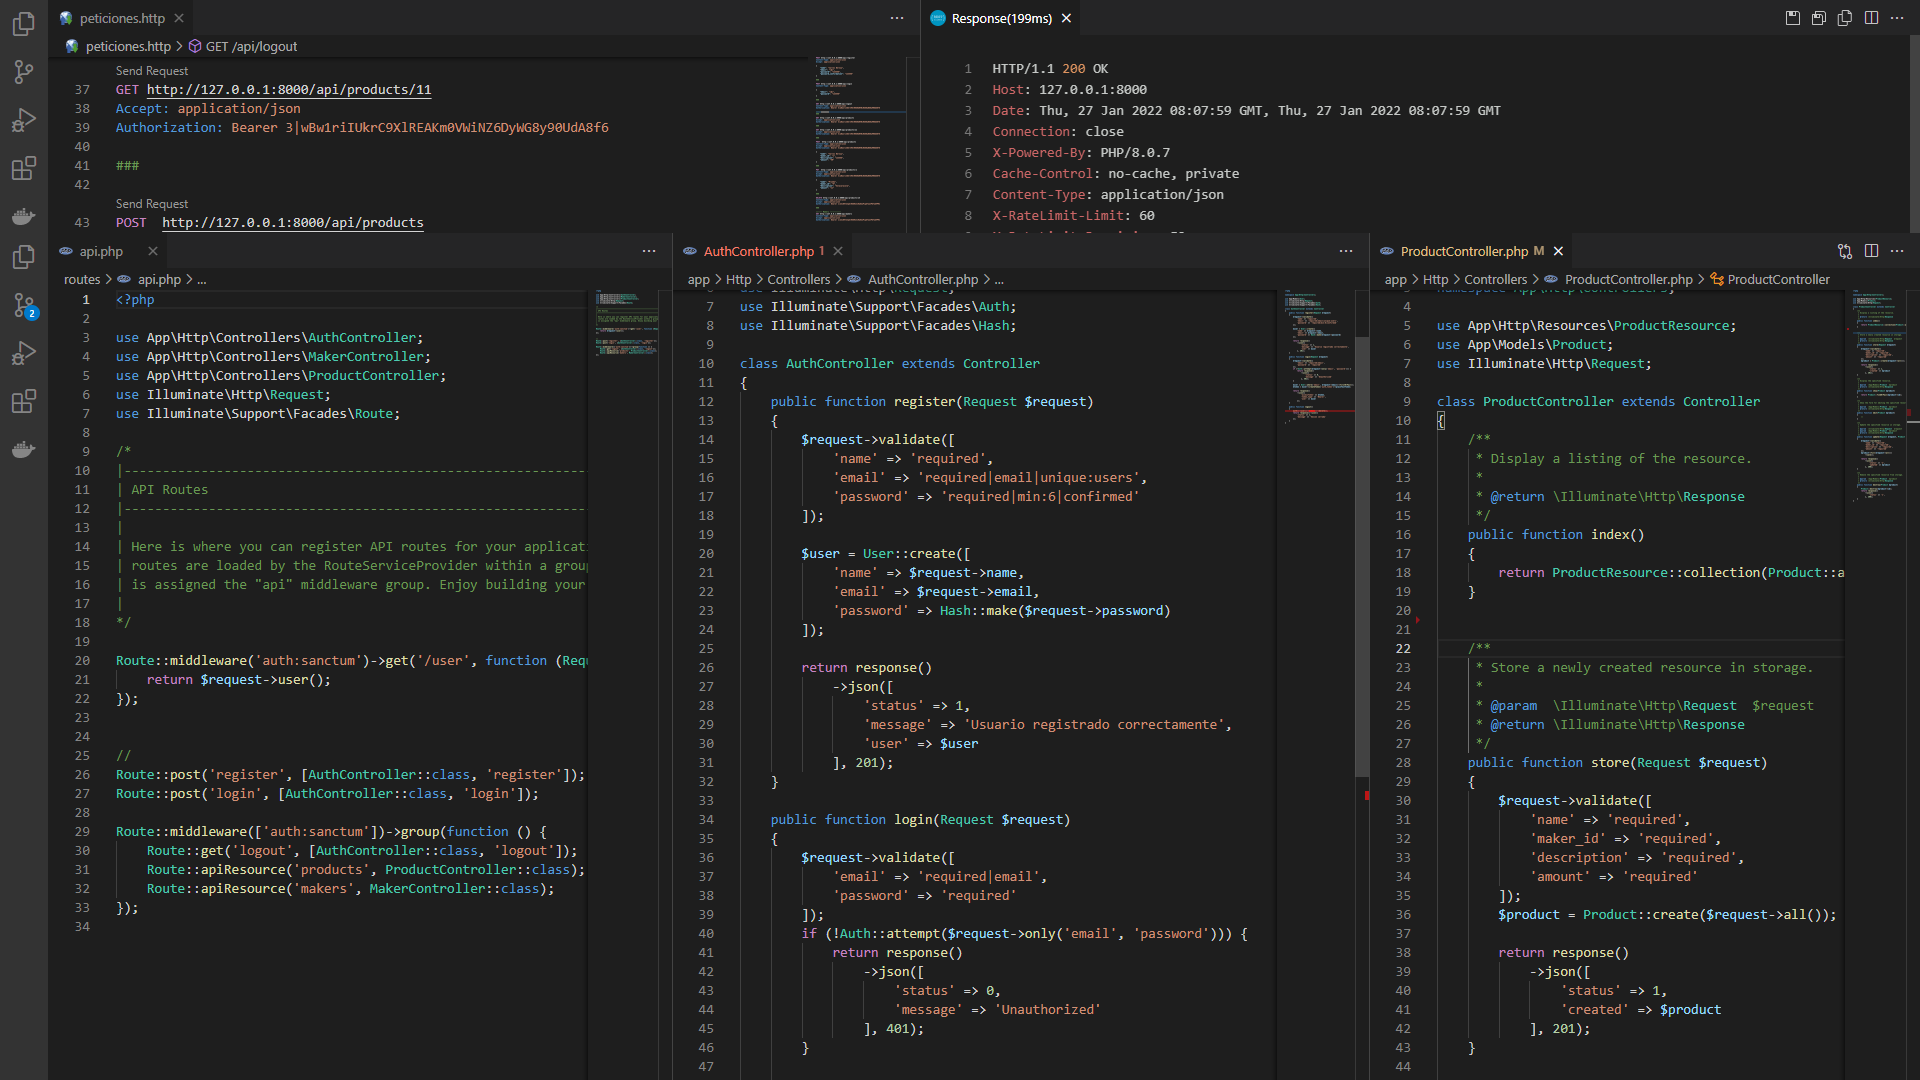 peticiones.http
peticiones.http > GET /api/logout
Send Request
37 GET http://127.0.0.1:8000/api/products/11
38 Accept: application/json
39 Authorization: Bearer 3|wBw1riIUkrC9XlREAKm0VWiNZ6DyWG8y90UdA8f6
40
41 ###
42
Send Request
43 POST  http://127.0.0.1:8000/api/products
Response(199ms)
1 HTTP/1.1 200 OK
2 Host: 127.0.0.1:8000
3 Date: Thu, 27 Jan 2022 08:07:59 GMT, Thu, 27 Jan 2022 08:07:59 GMT
4 Connection: close
5 X-Powered-By: PHP/8.0.7
6 Cache-Control: no-cache, private
7 Content-Type: application/json
8 X-RateLimit-Limit: 60
2
api.php
routes > api.php > ...
1 <?php
2
3 use App\Http\Controllers\AuthController;
4 use App\Http\Controllers\MakerController;
5 use App\Http\Controllers\ProductController;
6 use Illuminate\Http\Request;
7 use Illuminate\Support\Facades\Route;
8
9 /*
10 |-------------------------------------------------------------
11 | API Routes
12 |-------------------------------------------------------------
13 |
14 | Here is where you can register API routes for your applicati
15 | routes are loaded by the RouteServiceProvider within a grou
16 | is assigned the "api" middleware group. Enjoy building your
17 |
18 */
19
20 Route::middleware('auth:sanctum')->get('/user', function (Req
21     return $request->user();
22 });
23
24
25 //
26 Route::post('register', [AuthController::class, 'register']);
27 Route::post('login', [AuthController::class, 'login']);
28
29 Route::middleware(['auth:sanctum'])->group(function () {
30     Route::get('logout', [AuthController::class, 'logout']);
31     Route::apiResource('products', ProductController::class);
32     Route::apiResource('makers', MakerController::class);
33 });
34
AuthController.php 1
app > Http > Controllers > AuthController.php > ...
use Illuminate\Http\Request;
7 use Illuminate\Support\Facades\Auth;
8 use Illuminate\Support\Facades\Hash;
9
10 class AuthController extends Controller
11 {
12     public function register(Request $request)
13     {
14         $request->validate([
15             'name' => 'required',
16             'email' => 'required|email|unique:users',
17             'password' => 'required|min:6|confirmed'
18         ]);
19
20         $user = User::create([
21             'name' => $request->name,
22             'email' => $request->email,
23             'password' => Hash::make($request->password)
24         ]);
25
26         return response()
27             ->json([
28                 'status' => 1,
29                 'message' => 'Usuario registrado correctamente',
30                 'user' => $user
31             ], 201);
32     }
33
34     public function login(Request $request)
35     {
36         $request->validate([
37             'email' => 'required|email',
38             'password' => 'required'
39         ]);
40         if (!Auth::attempt($request->only('email', 'password'))) {
41             return response()
42                 ->json([
43                     'status' => 0,
44                     'message' => 'Unauthorized'
45                 ], 401);
46         }
47
ProductController.php M
app > Http > Controllers > ProductController.php > ProductController
namespace App\Http\Controllers;
4
5 use App\Http\Resources\ProductResource;
6 use App\Models\Product;
7 use Illuminate\Http\Request;
8
9 class ProductController extends Controller
10 {
11     /**
12      * Display a listing of the resource.
13      *
14      * @return \Illuminate\Http\Response
15      */
16     public function index()
17     {
18         return ProductResource::collection(Product::a
19     }
20
21
22     /**
23      * Store a newly created resource in storage.
24      *
25      * @param  \Illuminate\Http\Request  $request
26      * @return \Illuminate\Http\Response
27      */
28     public function store(Request $request)
29     {
30         $request->validate([
31             'name' => 'required',
32             'maker_id' => 'required',
33             'description' => 'required',
34             'amount' => 'required'
35         ]);
36         $product = Product::create($request->all());
37
38         return response()
39             ->json([
40                 'status' => 1,
41                 'created' => $product
42             ], 201);
43     }
44